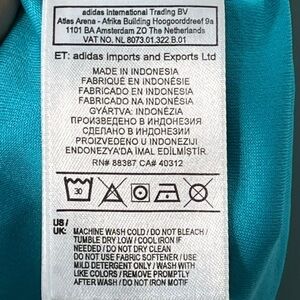 adidas International Trading BV
Atlas Arena - Afrika Building Hoogoorddreef 9a
1101 BA Amsterdam ZO The Netherlands
VAT NO. NL 8073.01.322.B.01
ET: adidas Imports and Exports Ltd
MADE IN INDONESIA
FABRIQUÉ EN INDONÉSIE
FABRICADO EN INDONESIA
FABRICADO NA INDONÉSIA
GYÁRTVA: INDONÉZIA
ПРОИЗВЕДЕНО В ИНДОНЕЗИЯ
СДЕЛАНО В ИНДОНЕЗИИ
PROIZVEDENO U INDONEZIJI
ENDONEZYA'DA İMAL EDİLMİŞTİR.
RN# 88387 CA# 40312
30
US /
UK: MACHINE WASH COLD / DO NOT BLEACH /
TUMBLE DRY LOW / COOL IRON IF
NEEDED / DO NOT DRY CLEAN
DO NOT USE FABRIC SOFTENER / USE
MILD DETERGENT ONLY / WASH WITH
LIKE COLORS / REMOVE PROMPTLY
AFTER WASH / DO NOT IRON MOTIF